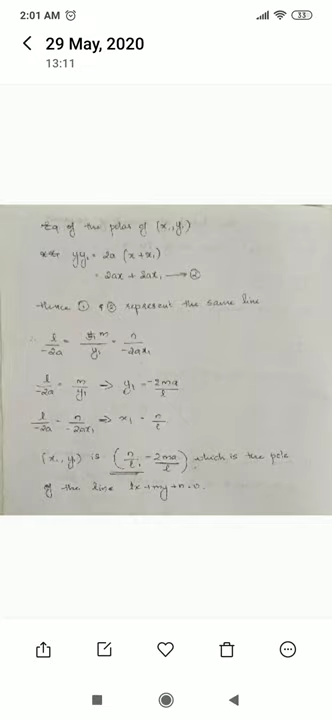 2:01 AM
33
29 May, 2020
13:11
Eq of the polar of (x₁, y₁)
yy₁ = 2a (x + x₁)
= 2ax + 2ax₁ → ②
Hence ① & ② represent the same line
∴ l/-2a = m/y₁ = n/-2ax₁
l/-2a = m/y₁ ⇒ y₁ = -2ma/l
l/-2a = n/-2ax₁ ⇒ x₁ = n/l
(x₁, y₁) is (n/l, -2ma/l) which is the pole
of the line lx + my + n = 0.